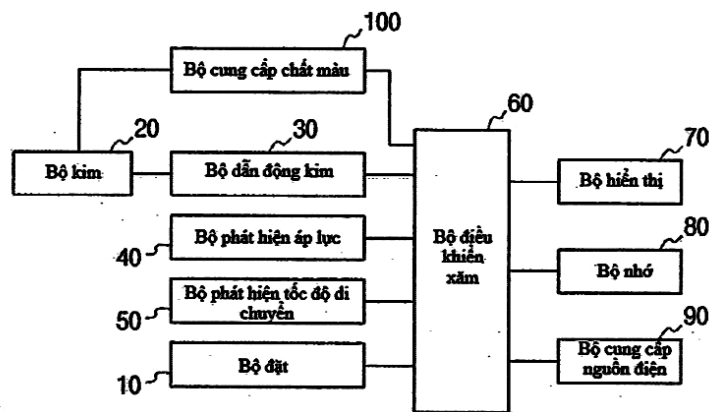 100
Bộ cung cấp chất màu
20
30
60
70
Bộ kim
Bộ dẫn động kim
Bộ hiển thị
Bộ phát hiện áp lực
40
Bộ điều
khiển
xăm
80
Bộ nhớ
Bộ phát hiện tốc độ di
chuyển
50
90
Bộ cung cấp
nguồn điện
Bộ đặt
10